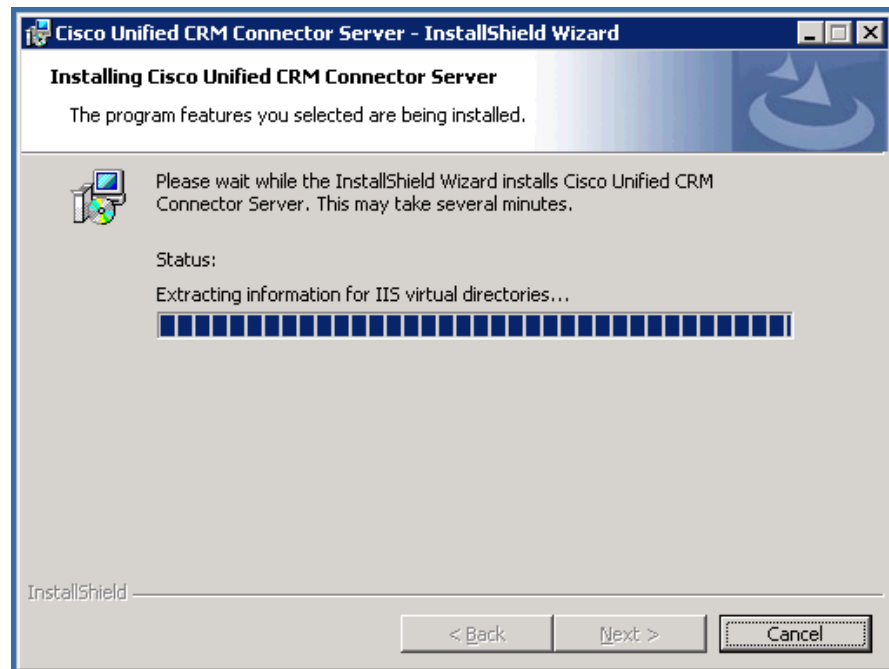 Cisco Unified CRM Connector Server - InstallShield Wizard
Installing Cisco Unified CRM Connector Server
The program features you selected are being installed.
Please wait while the InstallShield Wizard installs Cisco Unified CRM
Connector Server. This may take several minutes.
Status:
Extracting information for IIS virtual directories...
InstallShield
< Back
Next >
Cancel